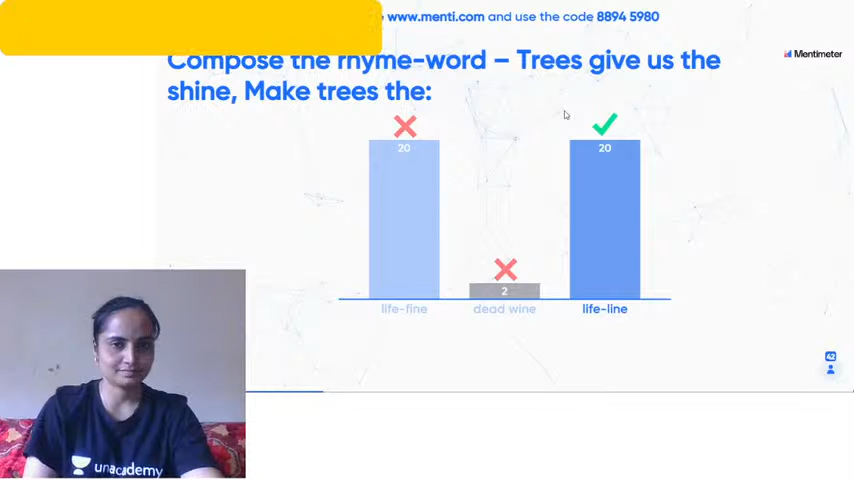 www.menti.com and use the code 8894 5980
Compose the rhyme-word – Trees give us the
shine, Make trees the:
Mentimeter
20
20
2
life-fine
dead wine
life-line
42
unacademy